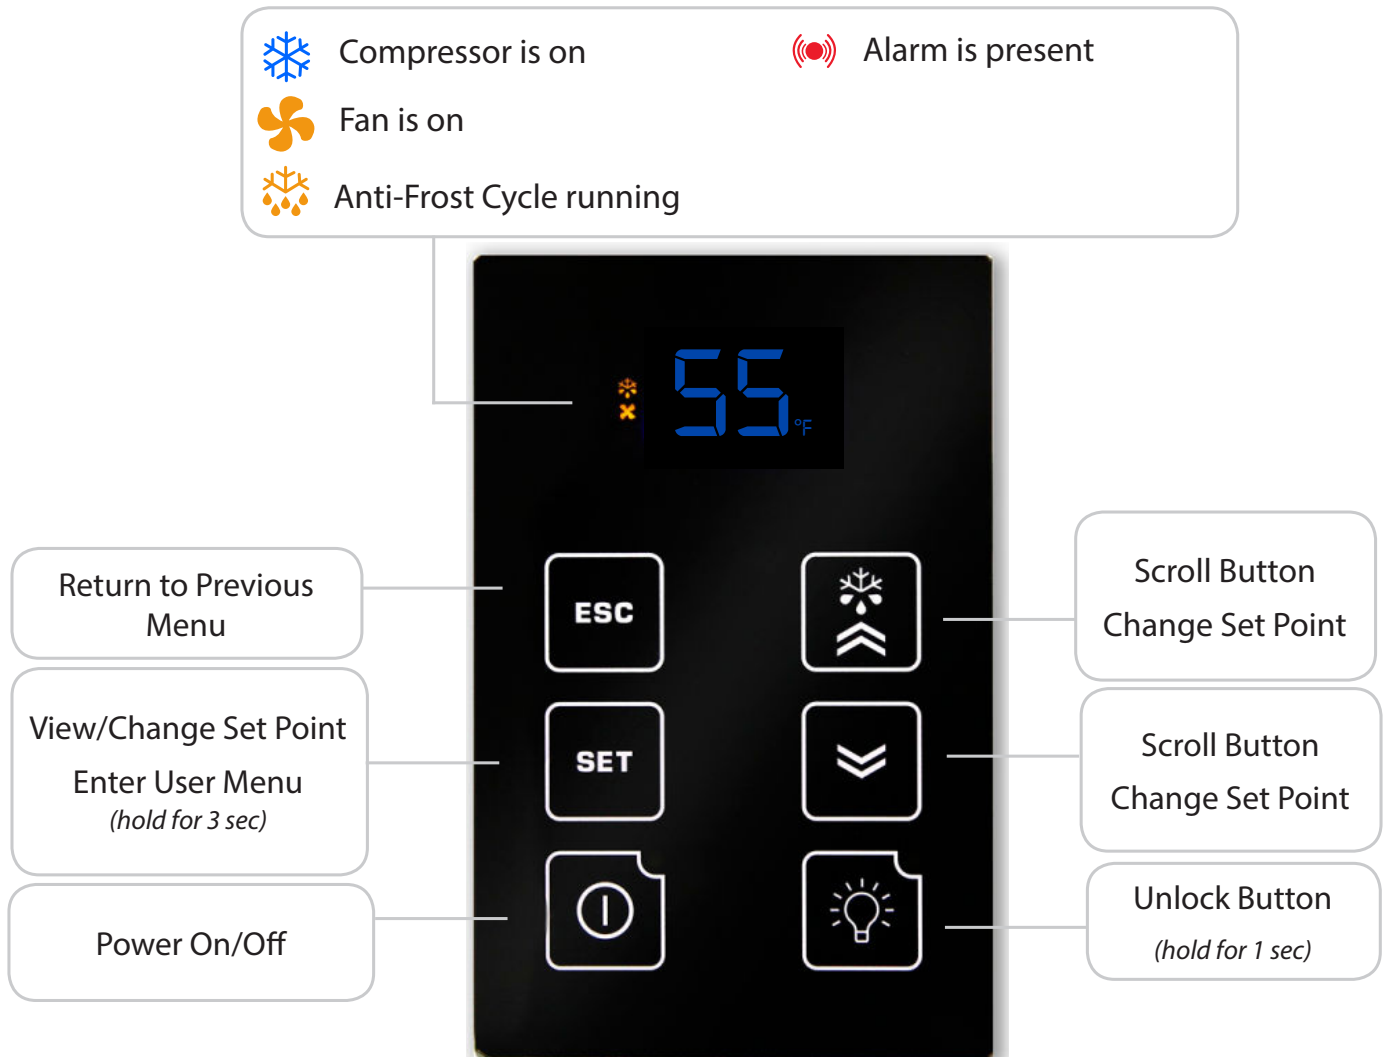 Compressor is on
Alarm is present
Fan is on
Anti-Frost Cycle running
55 °F
Return to Previous
Menu
ESC
Scroll Button
Change Set Point
View/Change Set Point
Enter User Menu
(hold for 3 sec)
SET
Scroll Button
Change Set Point
Power On/Off
Unlock Button
(hold for 1 sec)